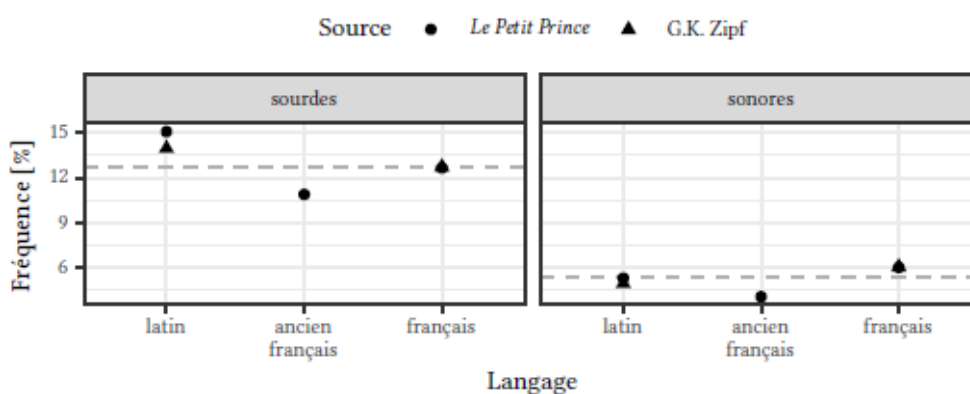 Source Le Petit Prince G.K. Zipf
sourdes sonores
Fréquence [%]
15
12
9
6
latin ancien français français latin ancien français français
Langage